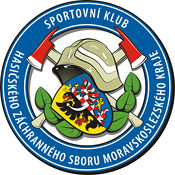 SPORTOVNÍ KLUB
HASIČSKÉHO ZÁCHRANNÉHO SBORU MORAVSKOSLEZSKÉHO KRAJE